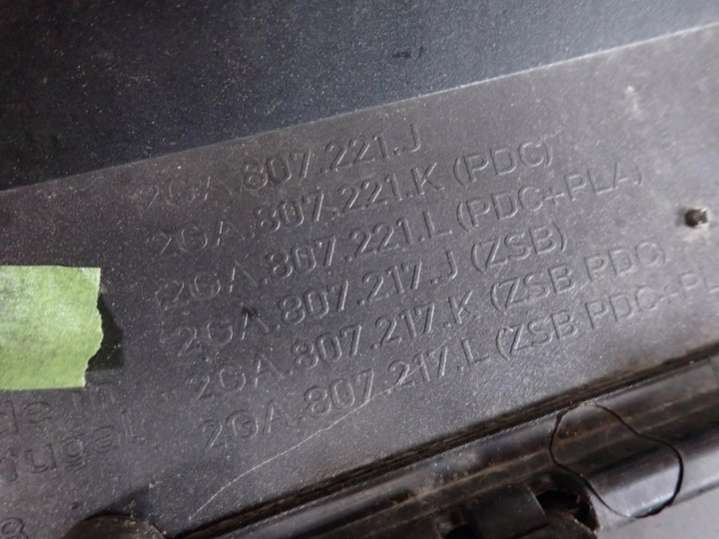 2GA.807.221.J
2GA.807.221.K (PDC)
2GA.807.221.L (PDC+PLA)
2GA.807.217.J (ZSB)
2GA.807.217.K (ZSB PDC)
2GA.807.217.L (ZSB PDC+PL